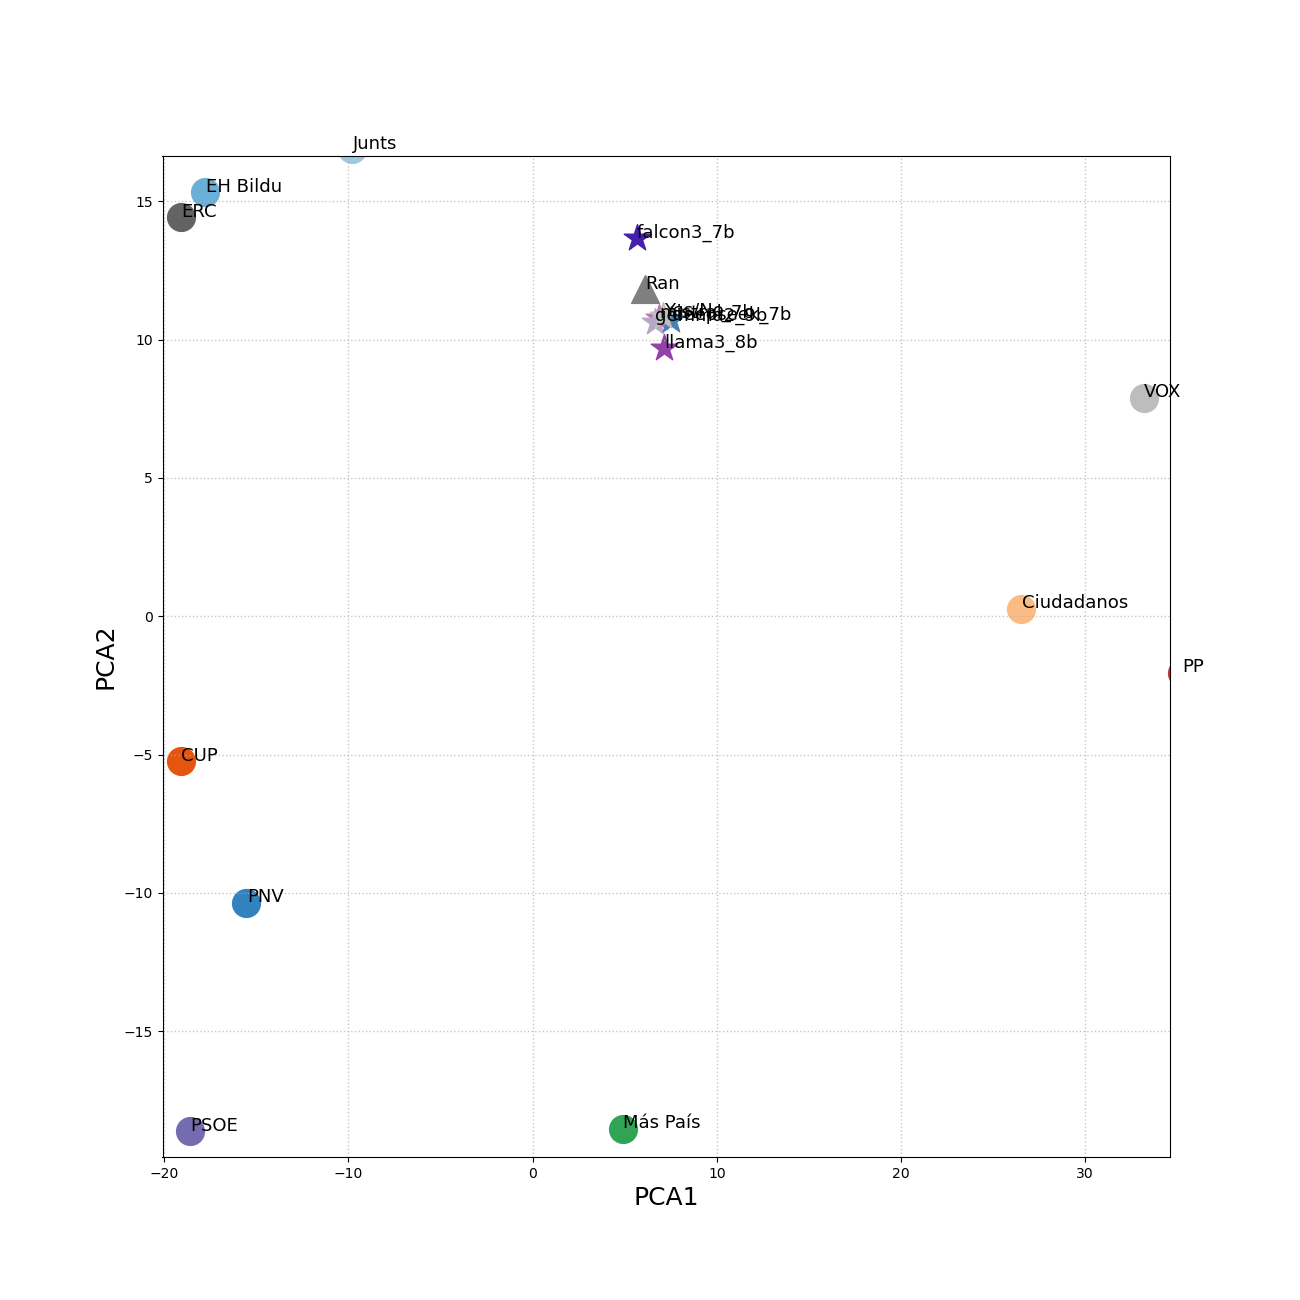 Junts
EH Bildu
ERC
falcon3_7b
Ran
llama3_8b
VOX
Ciudadanos
PP
CUP
PNV
PSOE
Más País
15
10
5
0
−5
−10
−15
−20
−10
0
10
20
30
PCA1
PCA2